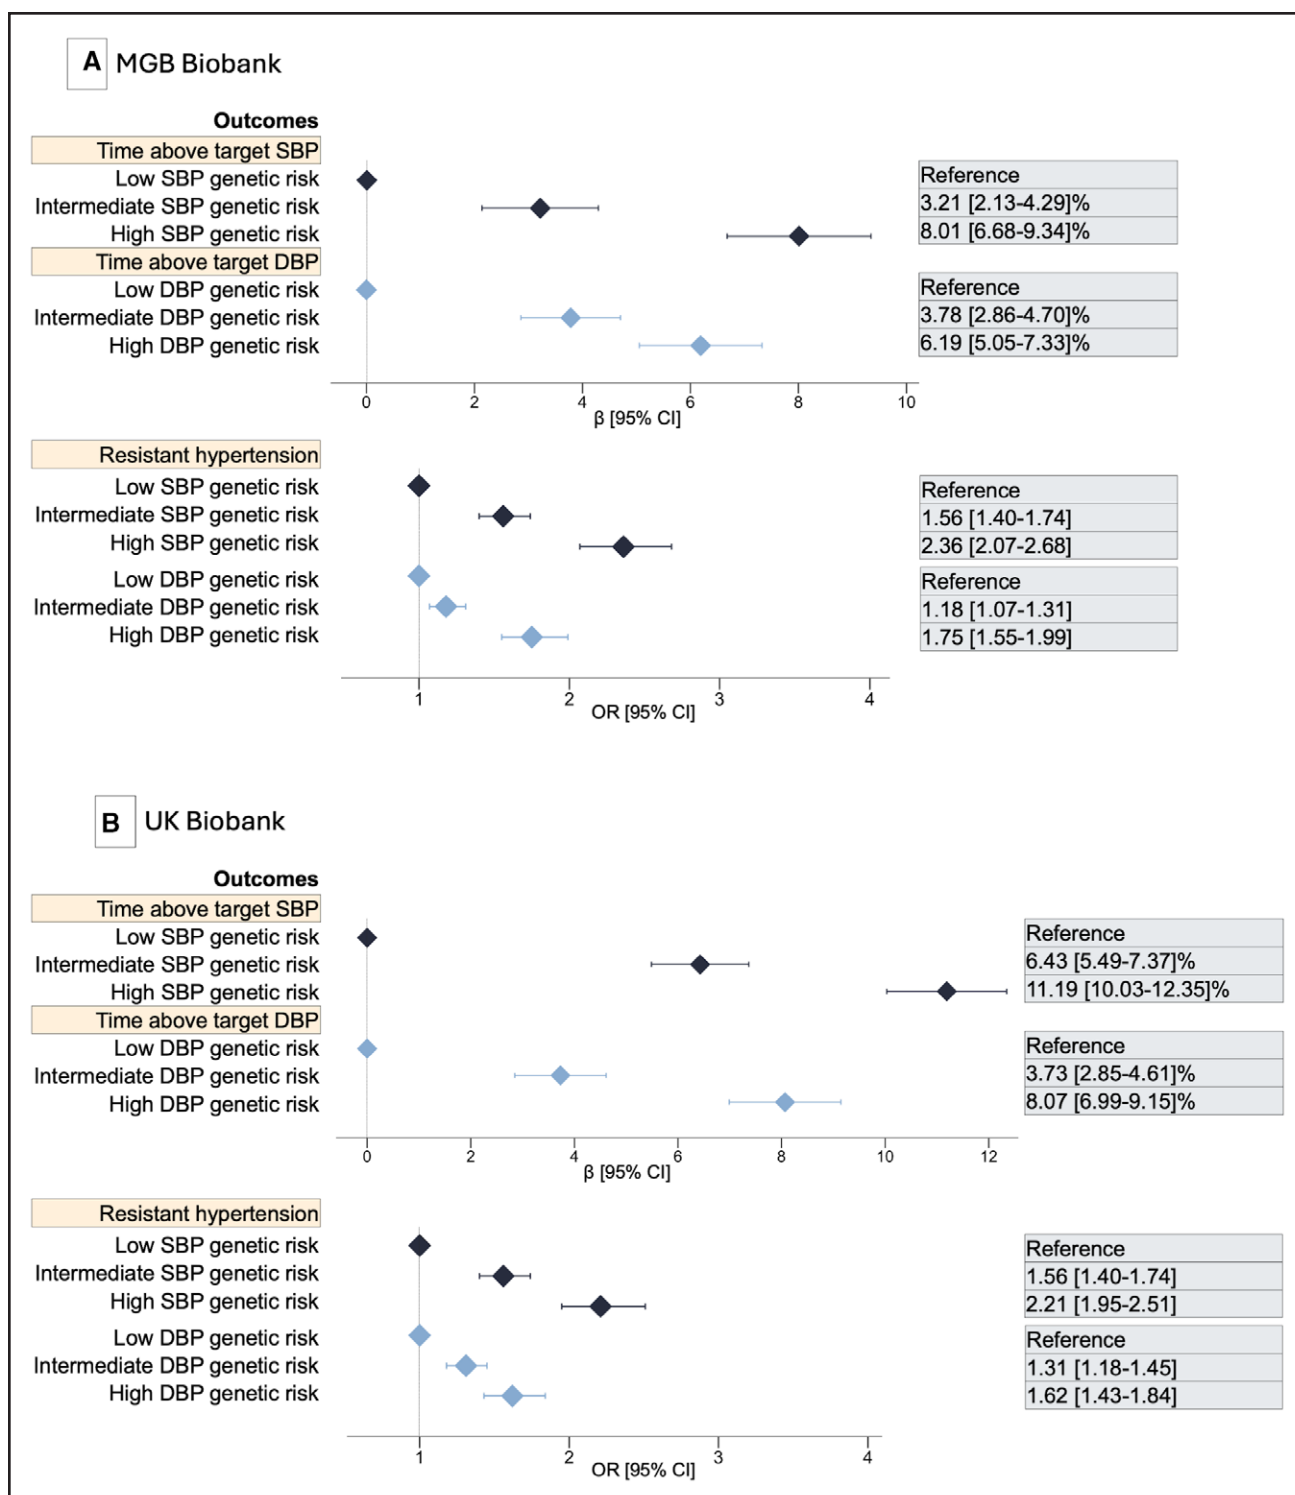 A MGB Biobank
Outcomes
Time above target SBP
Low SBP genetic risk Reference
Intermediate SBP genetic risk 3.21 [2.13-4.29]%
High SBP genetic risk 8.01 [6.68-9.34]%
Time above target DBP
Low DBP genetic risk Reference
Intermediate DBP genetic risk 3.78 [2.86-4.70]%
High DBP genetic risk 6.19 [5.05-7.33]%
0 2 4 6 8 10
β [95% CI]
Resistant hypertension
Low SBP genetic risk Reference
Intermediate SBP genetic risk 1.56 [1.40-1.74]
High SBP genetic risk 2.36 [2.07-2.68]
Low DBP genetic risk Reference
Intermediate DBP genetic risk 1.18 [1.07-1.31]
High DBP genetic risk 1.75 [1.55-1.99]
1 2 3 4
OR [95% CI]
B UK Biobank
Outcomes
Time above target SBP
Low SBP genetic risk Reference
Intermediate SBP genetic risk 6.43 [5.49-7.37]%
High SBP genetic risk 11.19 [10.03-12.35]%
Time above target DBP
Low DBP genetic risk Reference
Intermediate DBP genetic risk 3.73 [2.85-4.61]%
High DBP genetic risk 8.07 [6.99-9.15]%
0 2 4 6 8 10 12
β [95% CI]
Resistant hypertension
Low SBP genetic risk Reference
Intermediate SBP genetic risk 1.56 [1.40-1.74]
High SBP genetic risk 2.21 [1.95-2.51]
Low DBP genetic risk Reference
Intermediate DBP genetic risk 1.31 [1.18-1.45]
High DBP genetic risk 1.62 [1.43-1.84]
1 2 3 4
OR [95% CI]